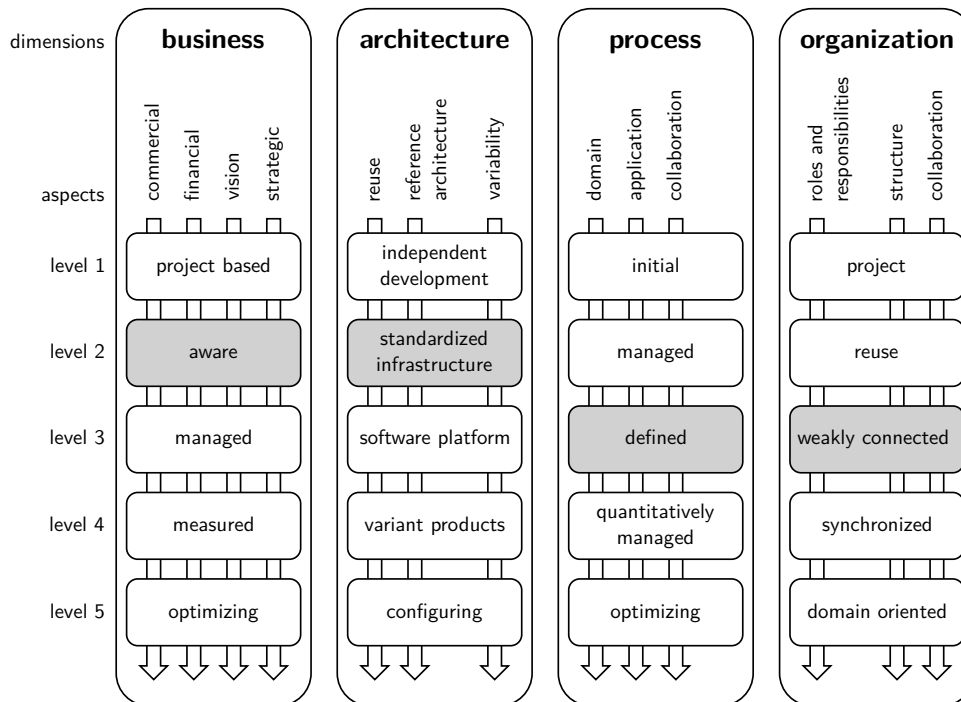 dimensions
business
architecture
process
organization
aspects
commercial
financial
vision
strategic
reuse
reference
architecture
variability
domain
application
collaboration
roles and
responsibilities
structure
collaboration
level 1
project based
independent
development
initial
project
level 2
aware
standardized
infrastructure
managed
reuse
level 3
managed
software platform
defined
weakly connected
level 4
measured
variant products
quantitatively
managed
synchronized
level 5
optimizing
configuring
optimizing
domain oriented